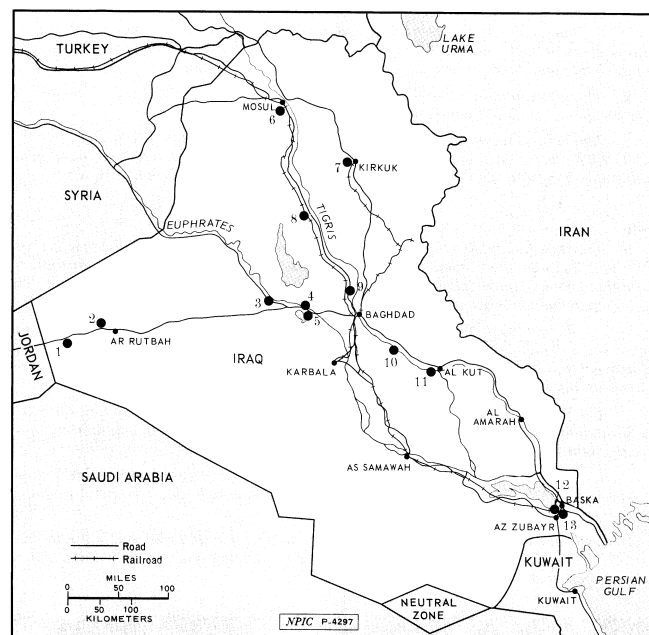 LAKE
URMA
TURKEY
MOSUL
6
7
KIRKUK
SYRIA
8
TIGRIS
EUPHRATES
IRAN
3
4
9
2
5
BAGHDAD
AR RUTBAH
1
JORDAN
IRAQ
KARBALA
10
11
AL KUT
AL
AMARAH
AS SAMAWAH
SAUDI ARABIA
12
BASKA
AZ ZUBAYR
13
Road
Railroad
KUWAIT
MILES
0 50 100
0 50 100
KILOMETERS
NEUTRAL
ZONE
KUWAIT
PERSIAN
GULF
NPIC P-4297